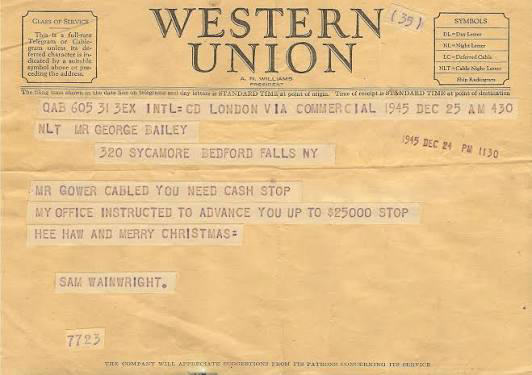 CLASS OF SERVICE
This is a full-rate
Telegram or Cable-
gram unless its de-
ferred character is in-
dicated by a suitable
symbol above or pre-
ceding the address.
WESTERN
UNION
A. N. WILLIAMS
PRESIDENT
(35)
SYMBOLS
DL=Day Letter
NL=Night Letter
LC=Deferred Cable
NLT=Cable Night Letter
Ship Radiogram
The filing time shown in the date line on telegrams and day letters is STANDARD TIME at point of origin. Time of receipt is STANDARD TIME at point of destination
QAB 605 31 3EX INTL=CD LONDON VIA COMMERCIAL 1945 DEC 25 AM 430
NLT MR GEORGE BAILEY
320 SYCAMORE BEDFORD FALLS NY
1945 DEC 24 PM 1130
MR GOWER CABLED YOU NEED CASH STOP
MY OFFICE INSTRUCTED TO ADVANCE YOU UP TO $25000 STOP
HEE HAW AND MERRY CHRISTMAS=
SAM WAINWRIGHT.
7723
THE COMPANY WILL APPRECIATE SUGGESTIONS FROM ITS PATRONS CONCERNING ITS SERVICE